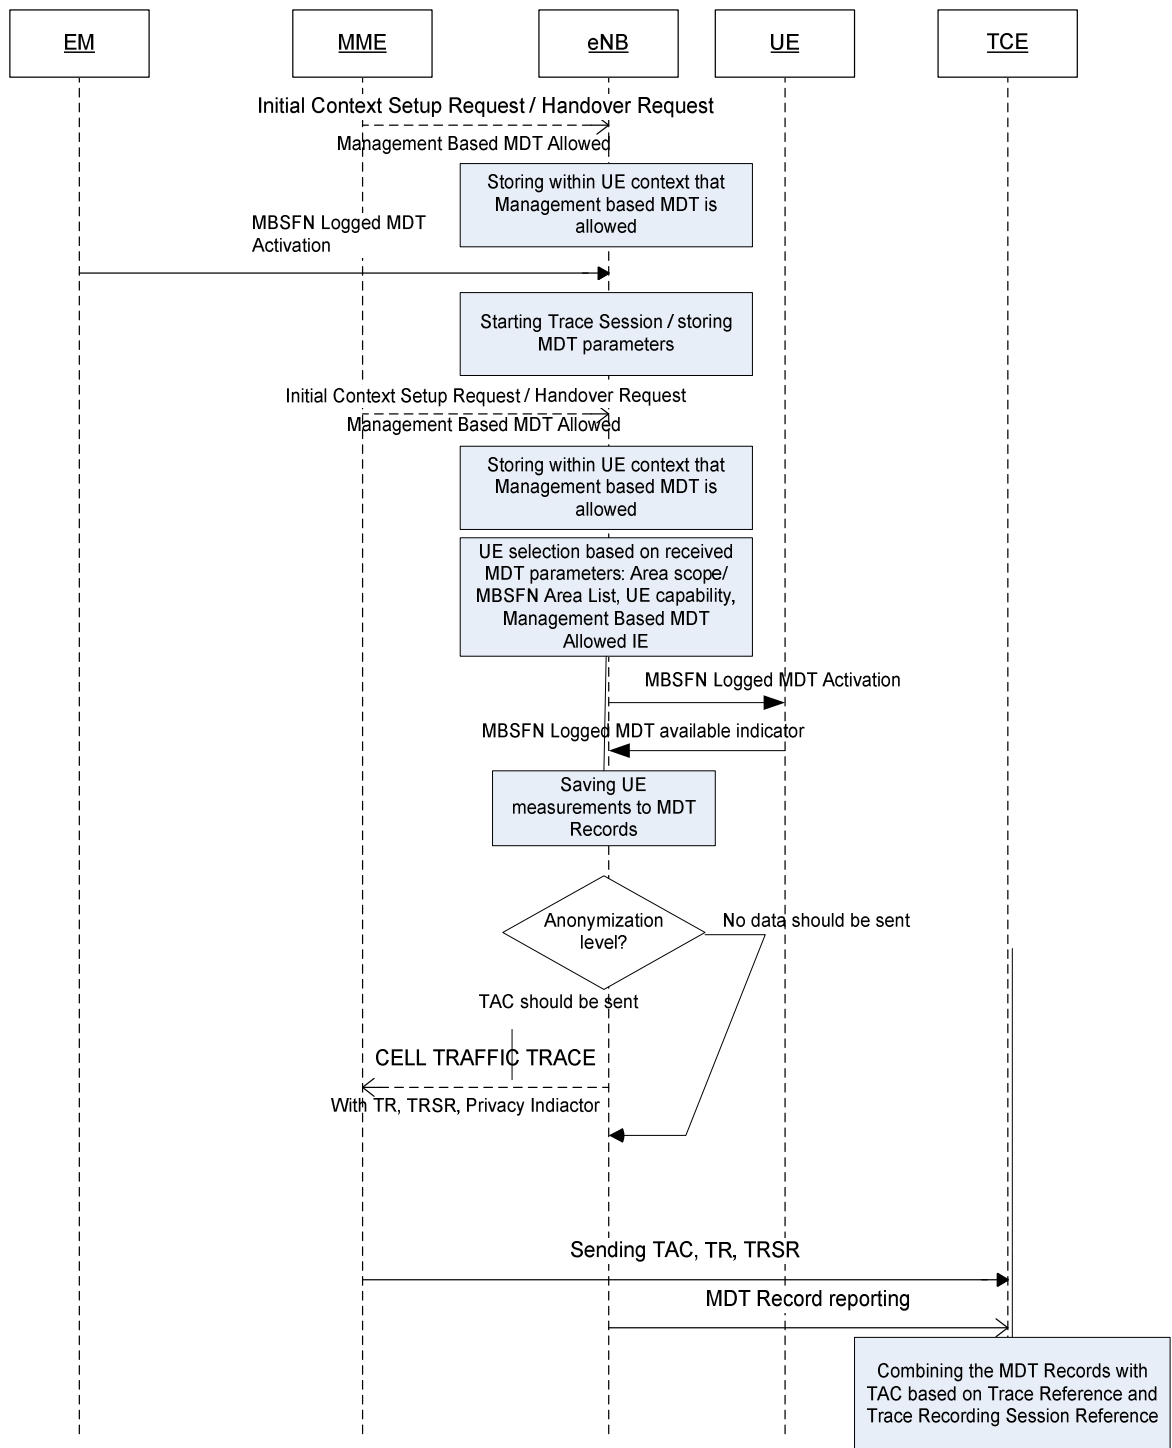 EM
MME
eNB
UE
TCE
Initial Context Setup Request / Handover Request
Management Based MDT Allowed
Storing within UE context that
Management based MDT is
allowed
MBSFN Logged MDT
Activation
Starting Trace Session / storing
MDT parameters
Initial Context Setup Request / Handover Request
Management Based MDT Allowed
Storing within UE context that
Management based MDT is
allowed
UE selection based on received
MDT parameters: Area scope/
MBSFN Area List, UE capability,
Management Based MDT
Allowed IE
MBSFN Logged MDT Activation
MBSFN Logged MDT available indicator
Saving UE
measurements to MDT
Records
Anonymization
level?
No data should be sent
TAC should be sent
CELL TRAFFIC TRACE
With TR, TRSR, Privacy Indiactor
Sending TAC, TR, TRSR
MDT Record reporting
Combining the MDT Records with
TAC based on Trace Reference and
Trace Recording Session Reference